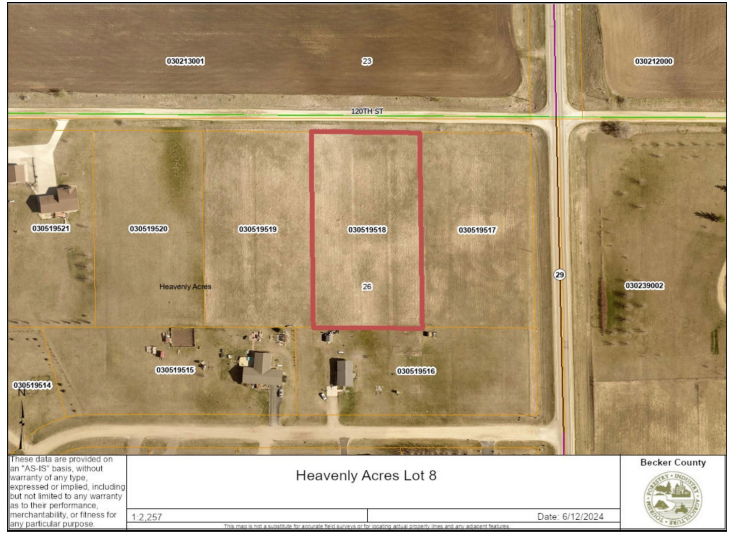 030213001
23
030212000
120TH ST
030519521
030519520
030519519
030519518
030519517
Heavenly Acres
26
29
030239002
030519515
030519516
030519514
N
These data are provided on
an "AS-IS" basis, without
warranty of any type,
expressed or implied, including
but not limited to any warranty
as to their performance,
merchantability, or fitness for
any particular purpose.
Heavenly Acres Lot 8
1:2,257
Date: 6/12/2024
This map is not a substitute for accurate field surveys or for locating actual property lines and any adjacent features.
Becker County
FORESTRY INDUSTRY
AGRICULTURE
TOURISM